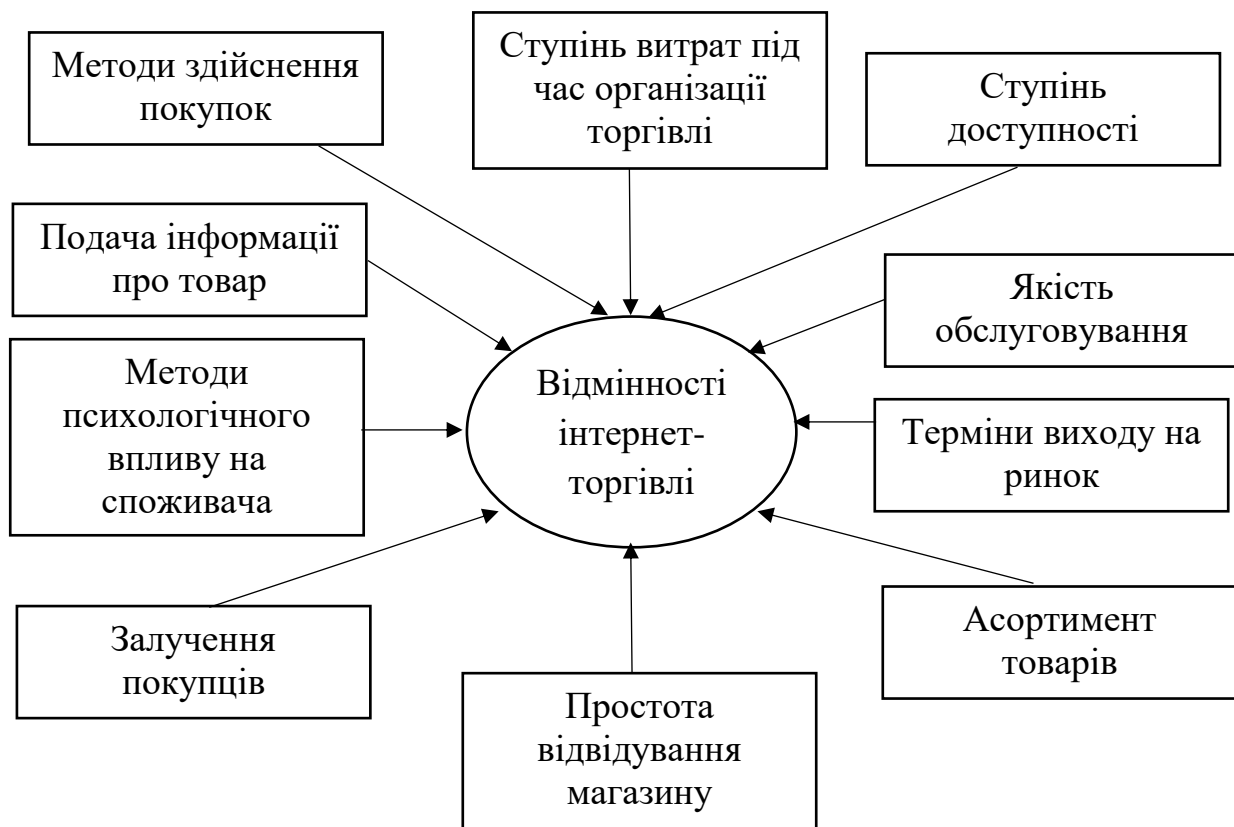 Методи здійснення
покупок
Ступінь витрат під
час організації
торгівлі
Ступінь
доступності
Подача інформації
про товар
Якість
обслуговування
Методи
психологічного
впливу на
споживача
Відмінності
інтернет-
торгівлі
Терміни виходу на
ринок
Залучення
покупців
Простота
відвідування
магазину
Асортимент
товарів